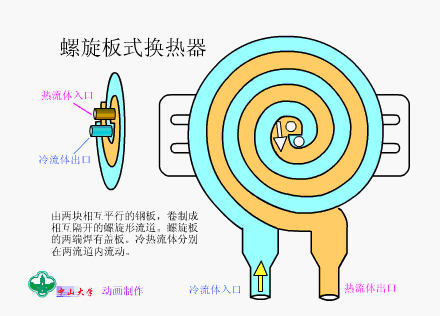 螺旋板式换热器
热流体入口
冷流体出口
由两块相互平行的钢板，卷制成
相互隔开的螺旋形流道。螺旋板
的两端焊有盖板。冷热流体分别
在两流道内流动。
中山大学 动画制作
冷流体入口
热流体出口